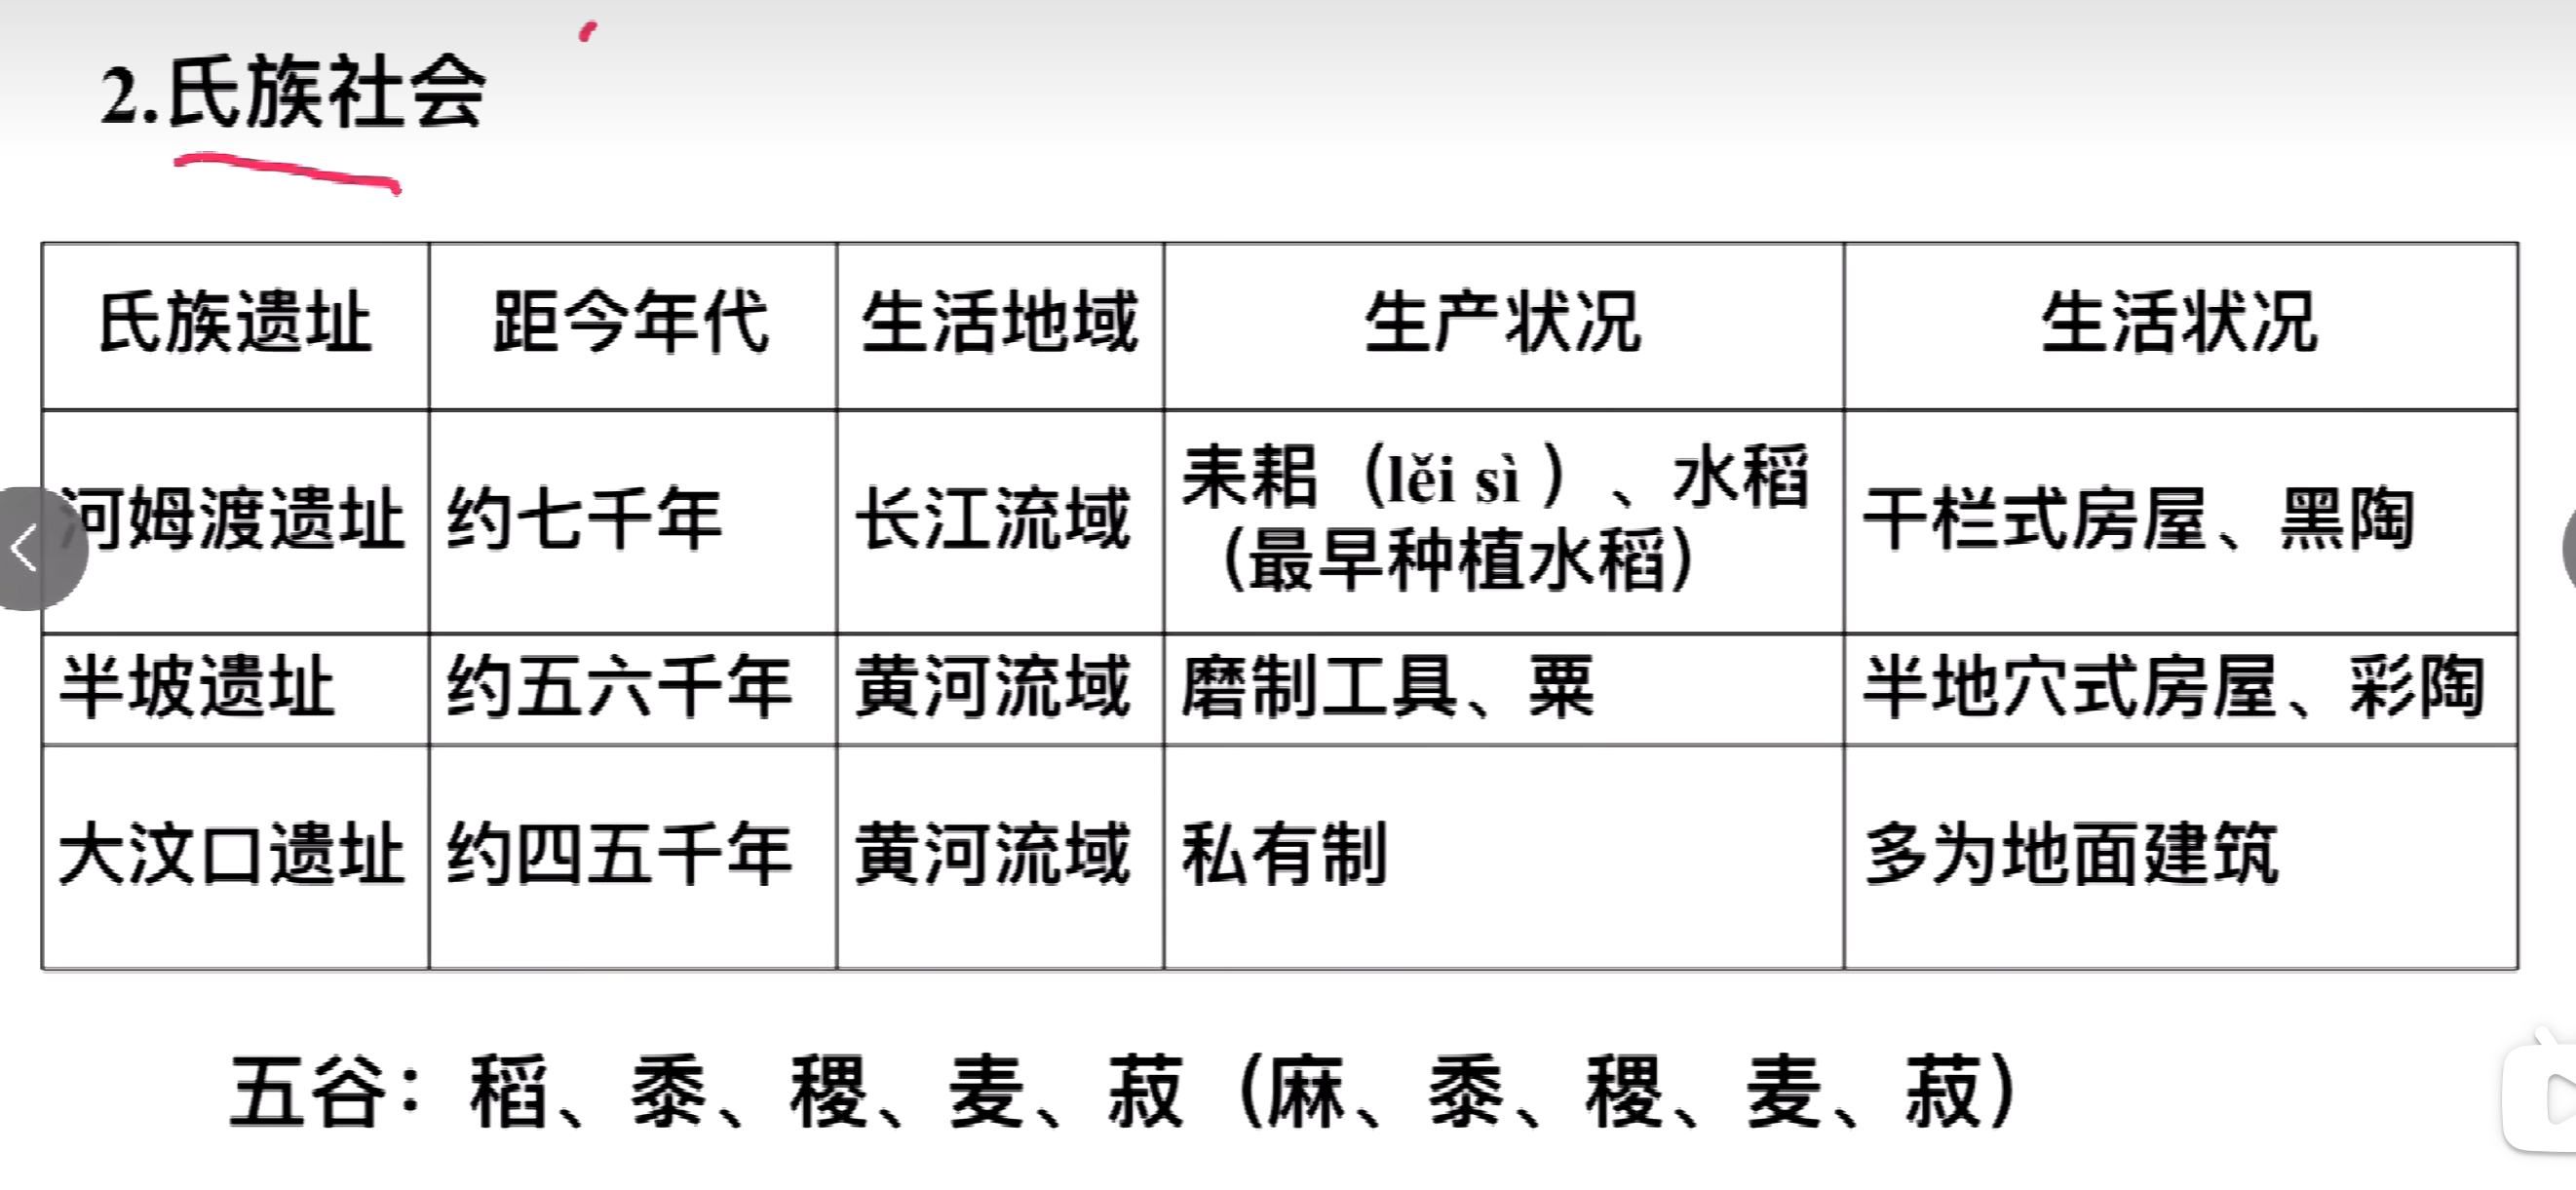 2.氏族社会
氏族遗址 距今年代 生活地域 生产状况 生活状况
河姆渡遗址 约七千年 长江流域 耒耜（lěi sì ）、水稻
（最早种植水稻） 干栏式房屋、黑陶
半坡遗址 约五六千年 黄河流域 磨制工具、粟 半地穴式房屋、彩陶
大汶口遗址 约四五千年 黄河流域 私有制 多为地面建筑
五谷：稻、黍、稷、麦、菽（麻、黍、稷、麦、菽）